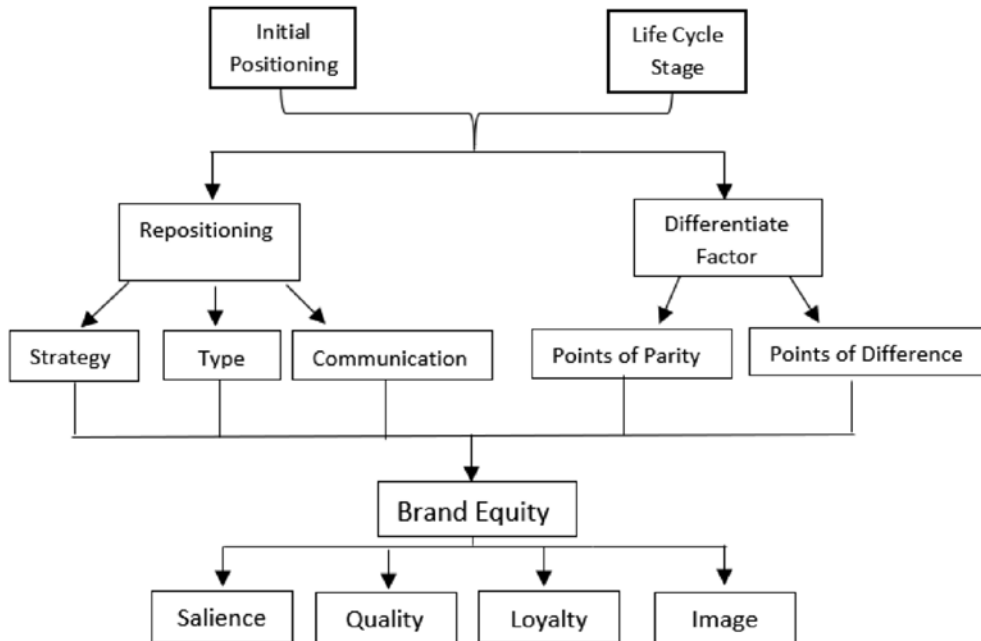 Initial
Positioning
Life Cycle
Stage
Repositioning
Differentiate
Factor
Strategy
Type
Communication
Points of Parity
Points of Difference
Brand Equity
Salience
Quality
Loyalty
Image